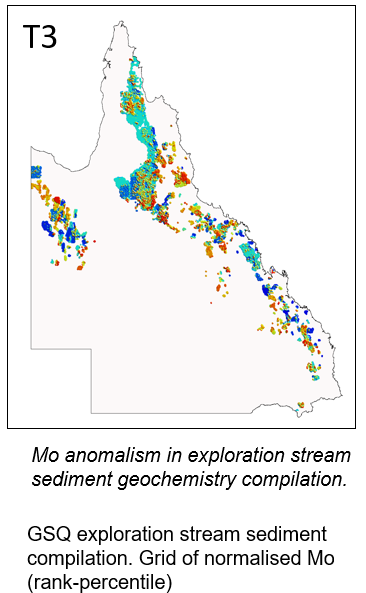 T3
Mo anomalism in exploration stream
sediment geochemistry compilation.
GSQ exploration stream sediment
compilation. Grid of normalised Mo
(rank-percentile)